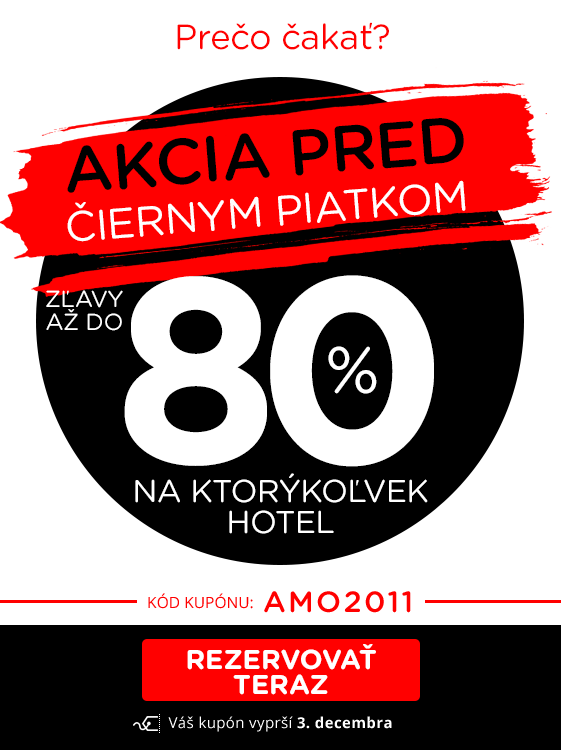 Prečo čakať?
AKCIA PRED
ČIERNYM PIATKOM
ZĽAVY
AŽ DO
80%
NA KTORÝKOĽVEK
HOTEL
KÓD KUPÓNU: AMO2011
REZERVOVAŤ
TERAZ
Váš kupón vyprší 3. decembra